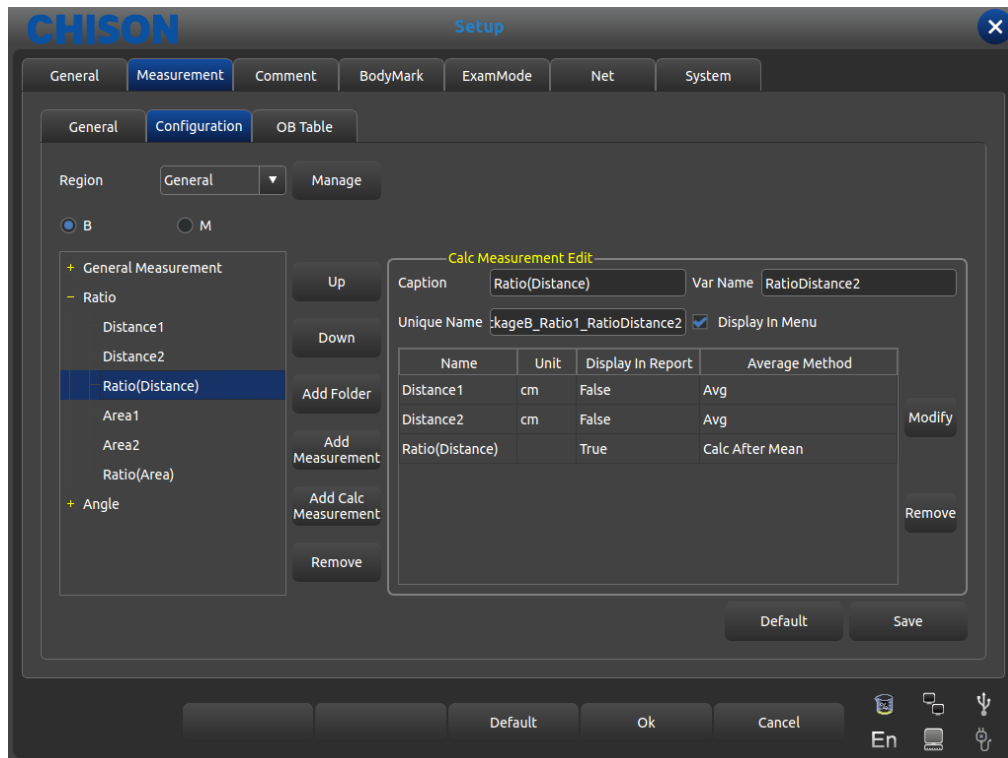 CHISON
Setup
General Measurement Comment BodyMark ExamMode Net System
General Configuration OB Table
Region General Manage
B M
+ General Measurement
− Ratio
Distance1
Distance2
Ratio(Distance)
Area1
Area2
Ratio(Area)
+ Angle
Up
Down
Add Folder
Add
Measurement
Add Calc
Measurement
Remove
Calc Measurement Edit
Caption Ratio(Distance) Var Name RatioDistance2
Unique Name ckageB_Ratio1_RatioDistance2 Display In Menu
Name Unit Display In Report Average Method
Distance1 cm False Avg
Distance2 cm False Avg
Ratio(Distance) True Calc After Mean
Modify
Remove
Default Save
Default Ok Cancel
En